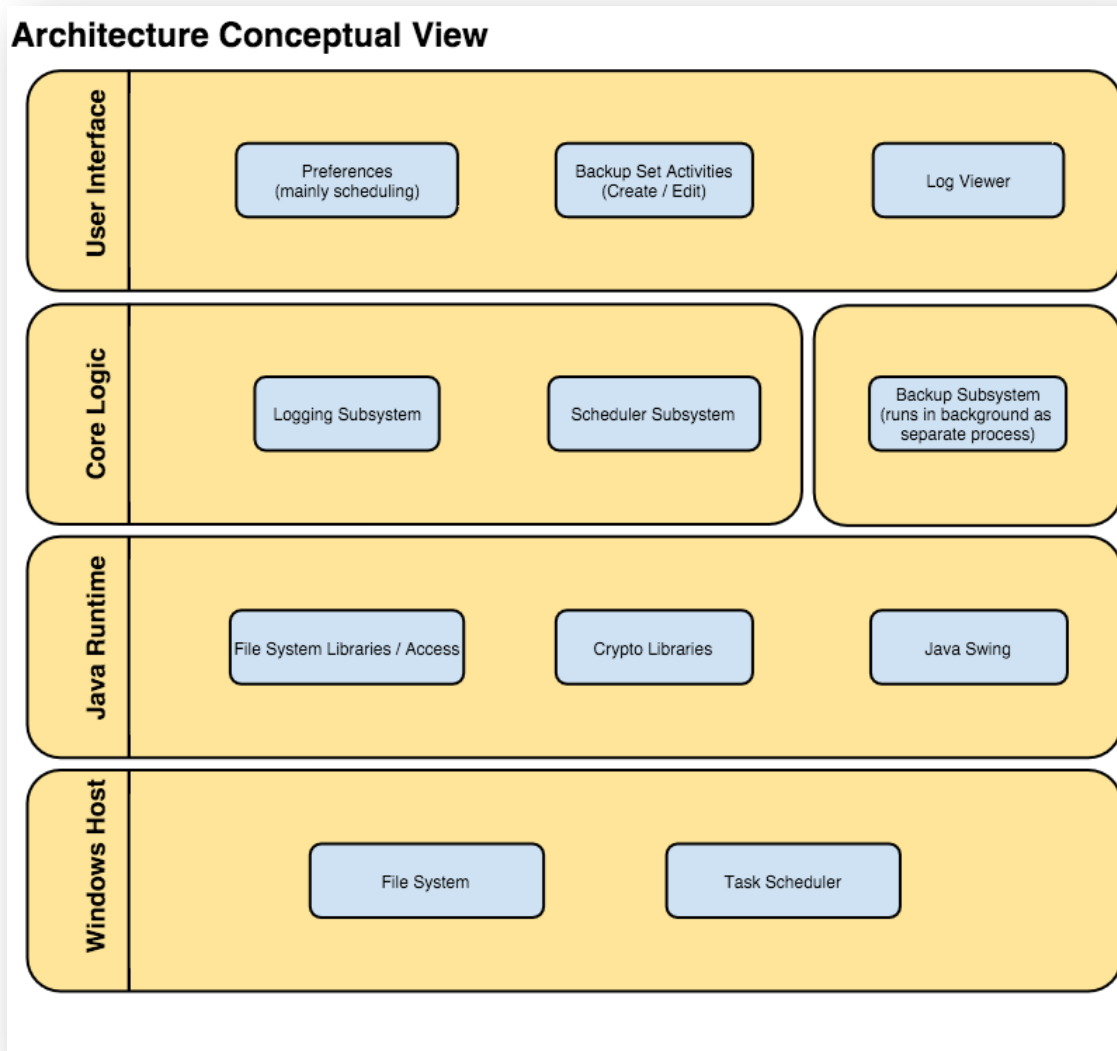 Architecture Conceptual View
User Interface
Preferences
(mainly scheduling)
Backup Set Activities
(Create / Edit)
Log Viewer
Core Logic
Logging Subsystem
Scheduler Subsystem
Backup Subsystem
(runs in background as
separate process)
Java Runtime
File System Libraries / Access
Crypto Libraries
Java Swing
Windows Host
File System
Task Scheduler